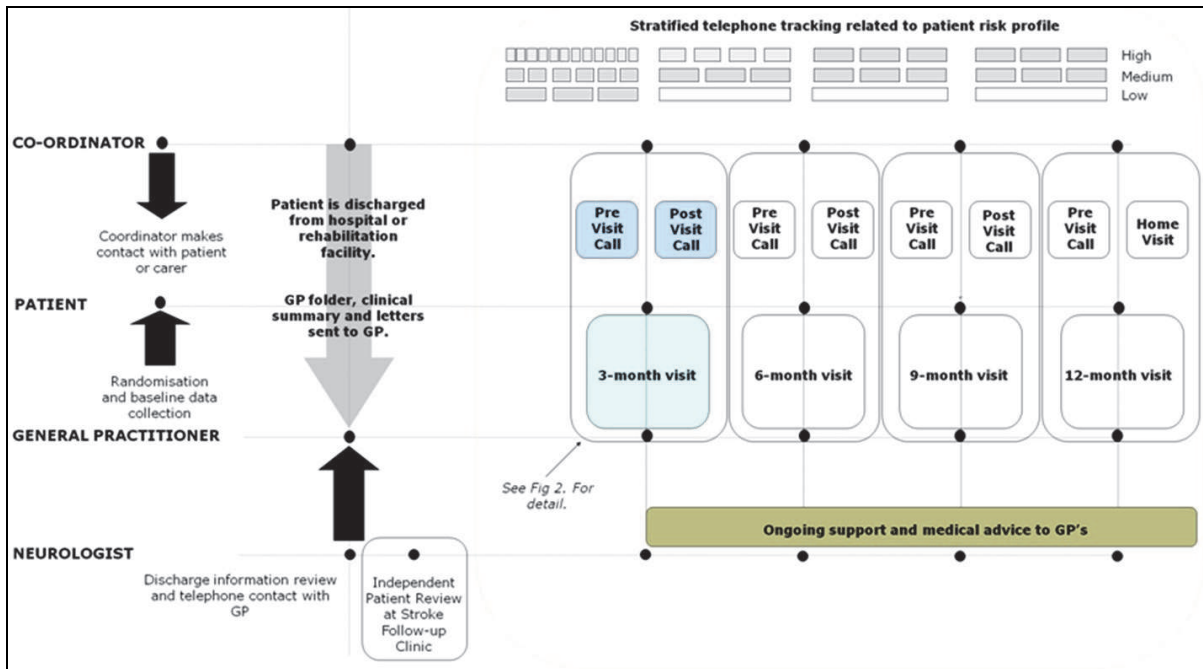 Stratified telephone tracking related to patient risk profile
High
Medium
Low
CO-ORDINATOR
Coordinator makes
contact with patient
or carer
Patient is discharged
from hospital or
rehabilitation
facility.
GP folder, clinical
summary and letters
sent to GP.
Pre
Visit
Call
Post
Visit
Call
Pre
Visit
Call
Post
Visit
Call
Pre
Visit
Call
Post
Visit
Call
Pre
Visit
Call
Home
Visit
PATIENT
Randomisation
and baseline data
collection
3-month visit
6-month visit
9-month visit
12-month visit
GENERAL PRACTITIONER
See Fig 2. For
detail.
Ongoing support and medical advice to GP's
NEUROLOGIST
Discharge information review
and telephone contact with
GP
Independent
Patient Review
at Stroke
Follow-up
Clinic